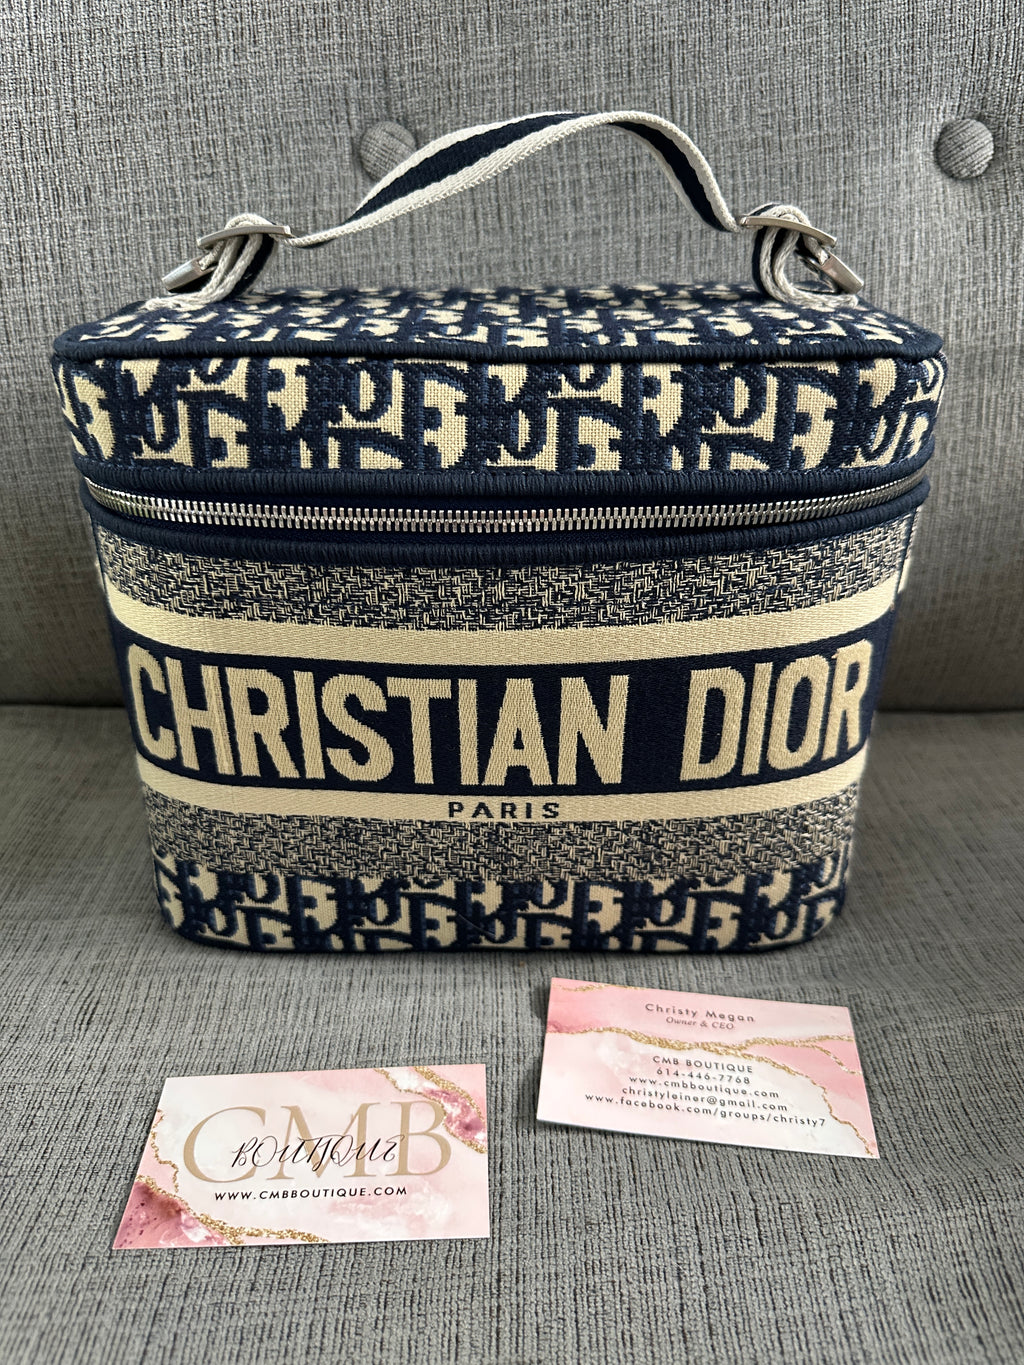 CHRISTIAN DIOR
PARIS
Christy Megan
Owner & CEO
CMB BOUTIQUE
614-446-7768
www.cmbboutique.com
christyleiner@gmail.com
www.facebook.com/groups/christy7
CMB
BOUTIQUE
WWW.CMBBOUTIQUE.COM